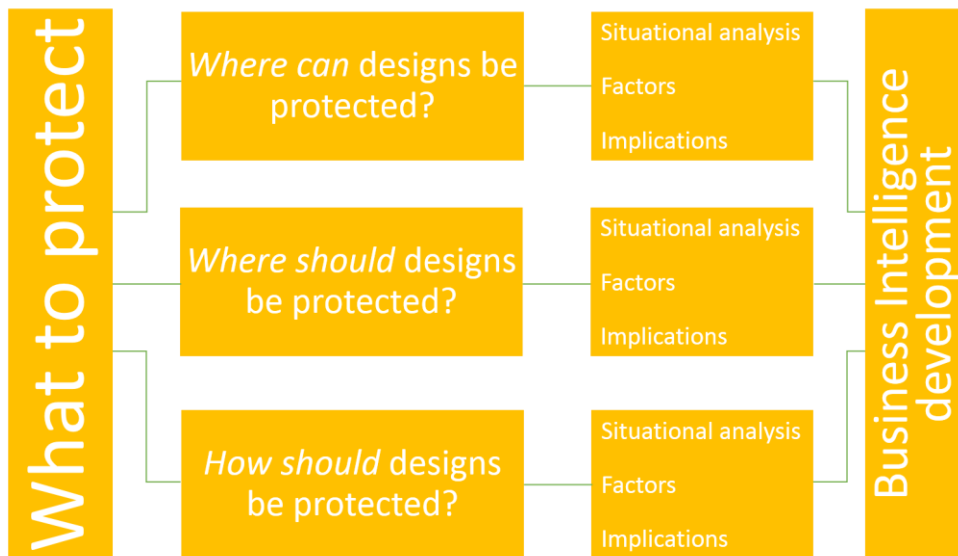 What to protect
Where can designs be
protected?
Situational analysis
Factors
Implications
Where should designs
be protected?
Situational analysis
Factors
Implications
How should designs
be protected?
Situational analysis
Factors
Implications
Business Intelligence
development